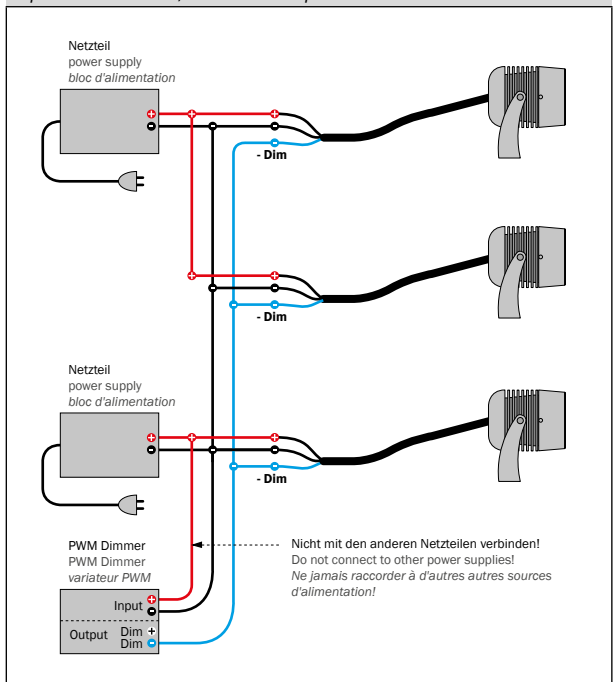 Netzteil
power supply
bloc d'alimentation
- Dim
- Dim
Netzteil
power supply
bloc d'alimentation
- Dim
PWM Dimmer
PWM Dimmer
variateur PWM
Nicht mit den anderen Netzteilen verbinden!
Do not connect to other power supplies!
Ne jamais raccorder à d'autres autres sources
d'alimentation!
Input
Output Dim
Dim